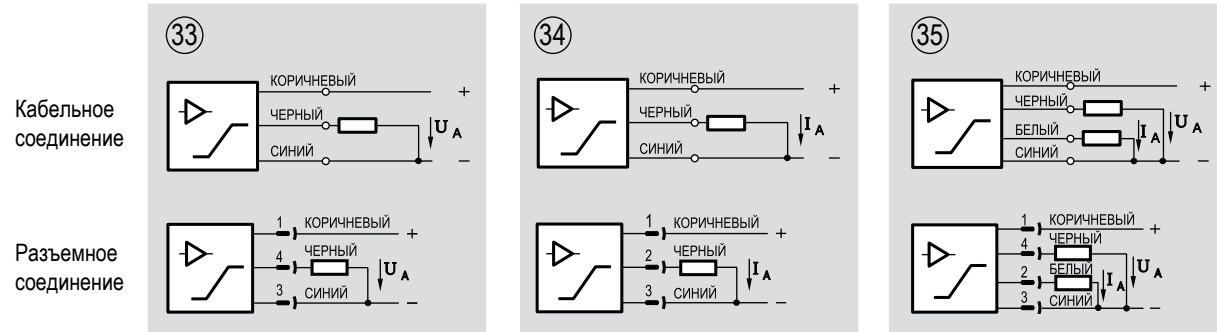 33
34
35
Кабельное
соединение
КОРИЧНЕВЫЙ
+
ЧЕРНЫЙ
U A
СИНИЙ
−
КОРИЧНЕВЫЙ
+
ЧЕРНЫЙ
I A
СИНИЙ
−
КОРИЧНЕВЫЙ
+
ЧЕРНЫЙ
U A
БЕЛЫЙ
I A
СИНИЙ
−
Разъемное
соединение
1 КОРИЧНЕВЫЙ +
4 ЧЕРНЫЙ
U A
3 СИНИЙ −
1 КОРИЧНЕВЫЙ +
2 ЧЕРНЫЙ
I A
3 СИНИЙ −
1 КОРИЧНЕВЫЙ +
4 ЧЕРНЫЙ
U A
2 БЕЛЫЙ
I A
3 СИНИЙ −